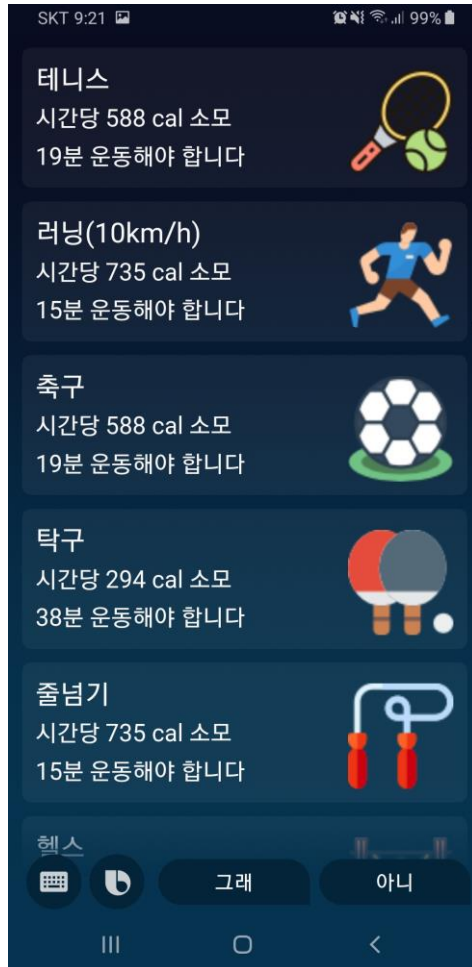 SKT 9:21 99%
테니스
시간당 588 cal 소모
19분 운동해야 합니다
러닝(10km/h)
시간당 735 cal 소모
15분 운동해야 합니다
축구
시간당 588 cal 소모
19분 운동해야 합니다
탁구
시간당 294 cal 소모
38분 운동해야 합니다
줄넘기
시간당 735 cal 소모
15분 운동해야 합니다
헬스
그래 아니